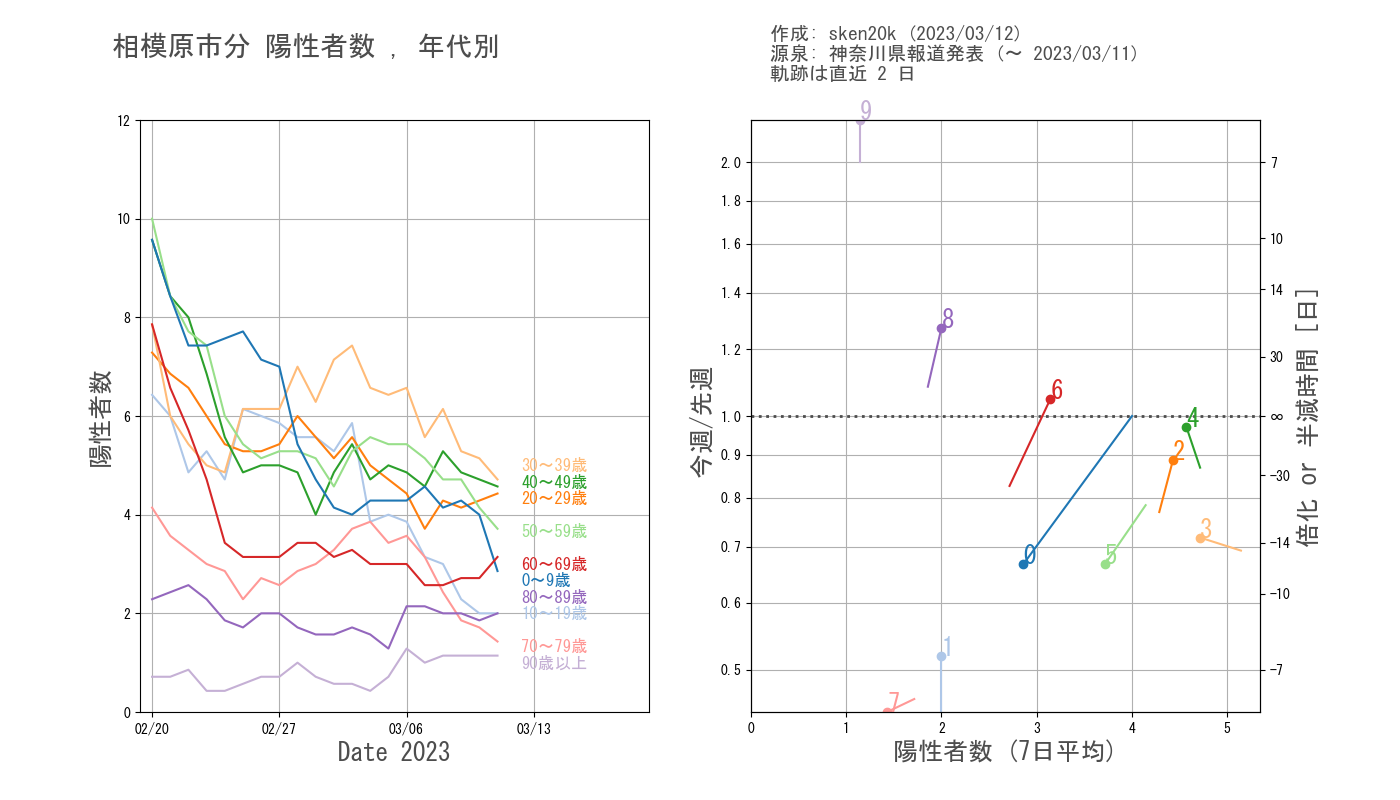 相模原市分 陽性者数 , 年代別
作成: sken20k (2023/03/12)
源泉: 神奈川県報道発表 (〜 2023/03/11)
軌跡は直近 2 日
陽性者数
12
10
8
6
4
2
0
02/20
02/27
03/06
03/13
Date 2023
30〜39歳
40〜49歳
20〜29歳
50〜59歳
60〜69歳
0〜9歳
80〜89歳
10〜19歳
70〜79歳
90歳以上
今週/先週
2.0
1.8
1.6
1.4
1.2
1.0
0.9
0.8
0.7
0.6
0.5
9
8
6
4
2
3
0
5
1
7
0
1
2
3
4
5
陽性者数 (7日平均)
7
10
14
30
∞
-30
-14
-10
-7
倍化 or 半減時間 [日]